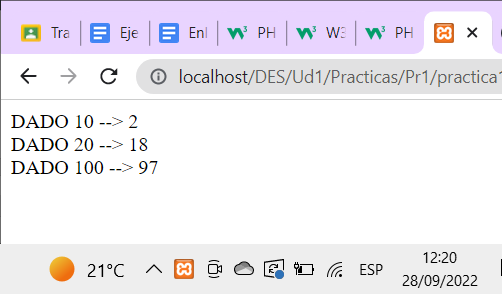 Tra
Eje
Enl
PH
W3
PH
localhost/DES/Ud1/Practicas/Pr1/practica1
DADO 10 --> 2
DADO 20 --> 18
DADO 100 --> 97
21°C
ESP
12:20
28/09/2022